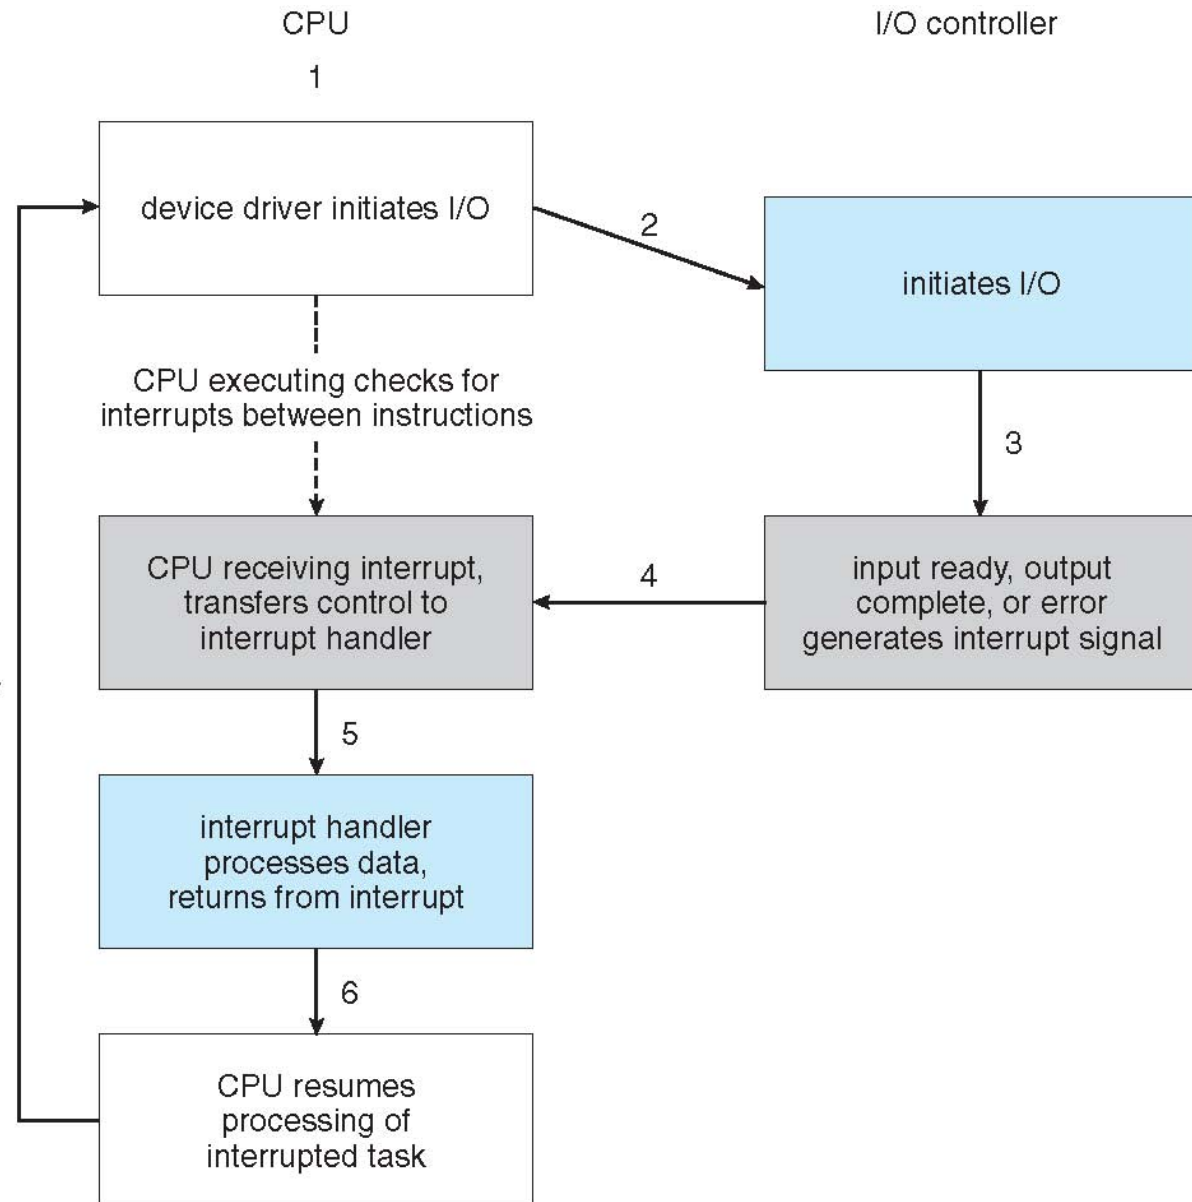 CPU
I/O controller
1
device driver initiates I/O
2
initiates I/O
CPU executing checks for
interrupts between instructions
3
CPU receiving interrupt,
transfers control to
interrupt handler
4
input ready, output
complete, or error
generates interrupt signal
5
interrupt handler
processes data,
returns from interrupt
6
CPU resumes
processing of
interrupted task